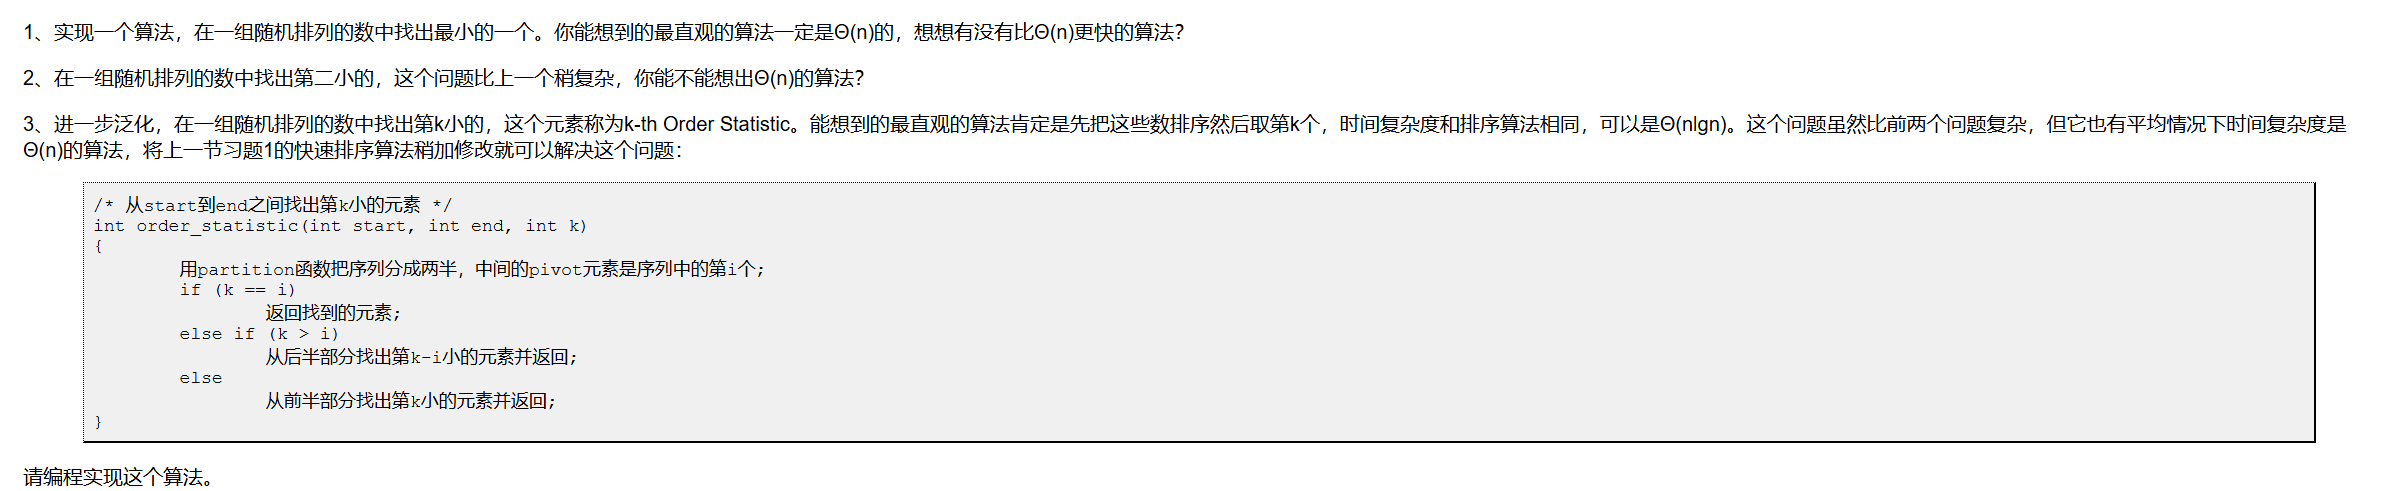 1、实现一个算法，在一组随机排列的数中找出最小的一个。你能想到的最直观的算法一定是Θ(n)的，想想有没有比Θ(n)更快的算法？
2、在一组随机排列的数中找出第二小的，这个问题比上一个稍复杂，你能不能想出Θ(n)的算法？
3、进一步泛化，在一组随机排列的数中找出第k小的，这个元素称为k-th Order Statistic。能想到的最直观的算法肯定是先把这些数排序然后取第k个，时间复杂度和排序算法相同，可以是Θ(nlgn)。这个问题虽然比前两个问题复杂，但它也有平均情况下时间复杂度是
Θ(n)的算法，将上一节习题1的快速排序算法稍加修改就可以解决这个问题：
/* 从start到end之间找出第k小的元素 */
int order_statistic(int start, int end, int k)
{
        用partition函数把序列分成两半，中间的pivot元素是序列中的第i个;
        if (k == i)
                返回找到的元素;
        else if (k > i)
                从后半部分找出第k-i小的元素并返回;
        else
                从前半部分找出第k小的元素并返回;
}
请编程实现这个算法。